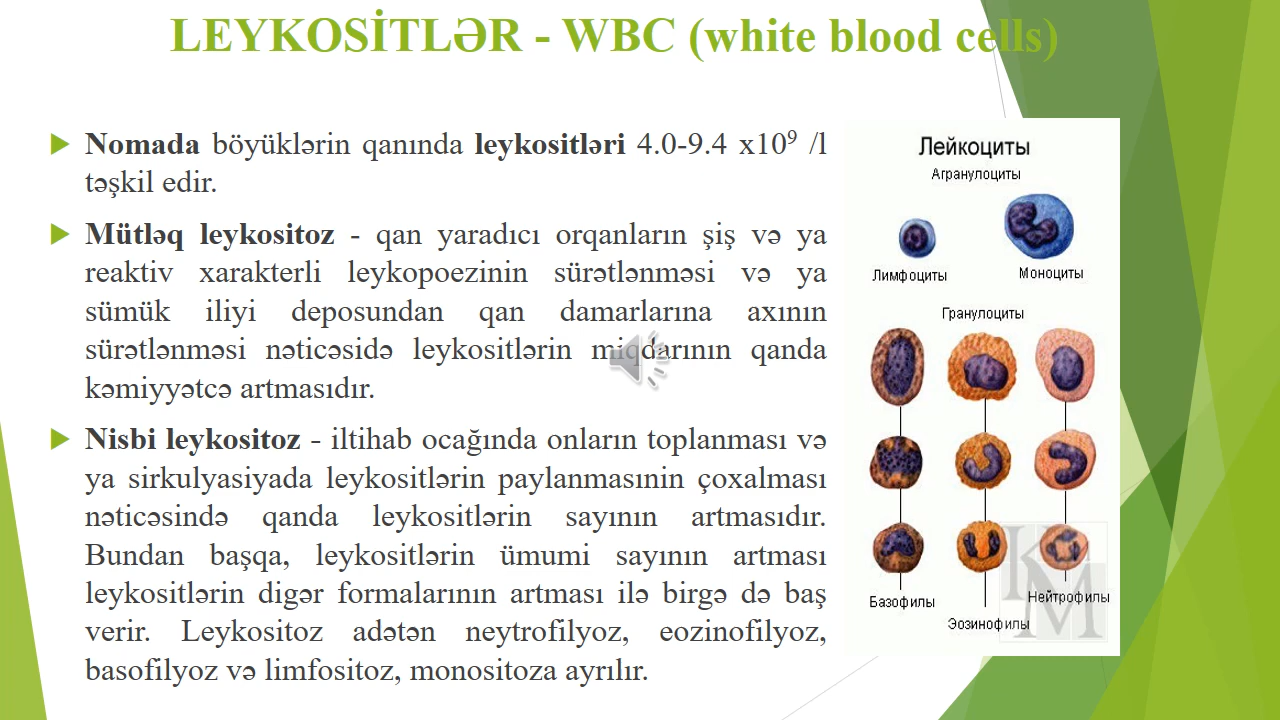 LEYKOSİTLƏR - WBC (white blood cells)
Nomada böyüklərin qanında leykositləri 4.0-9.4 x10⁹ /l
təşkil edir.
Mütləq leykositoz - qan yaradıcı orqanların şiş və ya
reaktiv xarakterli leykopoezinin sürətlənməsi və ya
sümük iliyi deposundan qan damarlarına axının
sürətlənməsi nəticəsidə leykositlərin miqdarının qanda
kəmiyyətcə artmasıdır.
Nisbi leykositoz - iltihab ocağında onların toplanması və
ya sirkulyasiyada leykositlərin paylanmasının çoxalması
nəticəsində qanda leykositlərin sayının artmasıdır.
Bundan başqa, leykositlərin ümumi sayının artması
leykositlərin digər formalarının artması ilə birgə də baş
verir. Leykositoz adətən neytrofilyoz, eozinofilyoz,
basofilyoz və limfositoz, monositoza ayrılır.
Лейкоциты
Агранулоциты
Лимфоциты
Моноциты
Гранулоциты
Базофилы
Эозинофилы
Нейтрофилы
KM